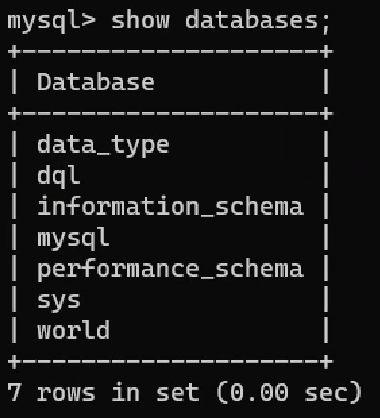 mysql> show databases;
+--------------------+
| Database           |
+--------------------+
| data_type          |
| dql                |
| information_schema |
| mysql              |
| performance_schema |
| sys                |
| world              |
+--------------------+
7 rows in set (0.00 sec)